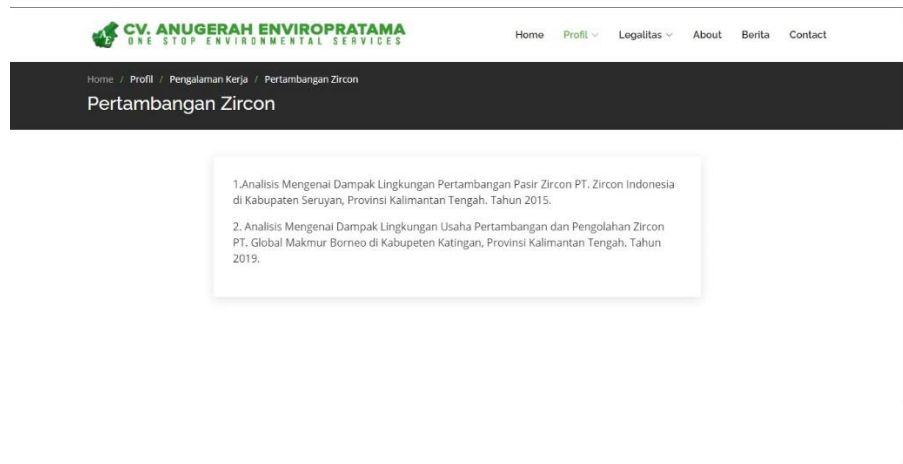 CV. ANUGERAH ENVIROPRATAMA
ONE STOP ENVIRONMENTAL SERVICES
Home Profil Legalitas About Berita Contact
Home / Profil / Pengalaman Kerja / Pertambangan Zircon
Pertambangan Zircon
1.Analisis Mengenai Dampak Lingkungan Pertambangan Pasir Zircon PT. Zircon Indonesia
di Kabupaten Seruyan, Provinsi Kalimantan Tengah. Tahun 2015.
2. Analisis Mengenai Dampak Lingkungan Usaha Pertambangan dan Pengolahan Zircon
PT. Global Makmur Borneo di Kabupeten Katingan, Provinsi Kalimantan Tengah. Tahun
2019.